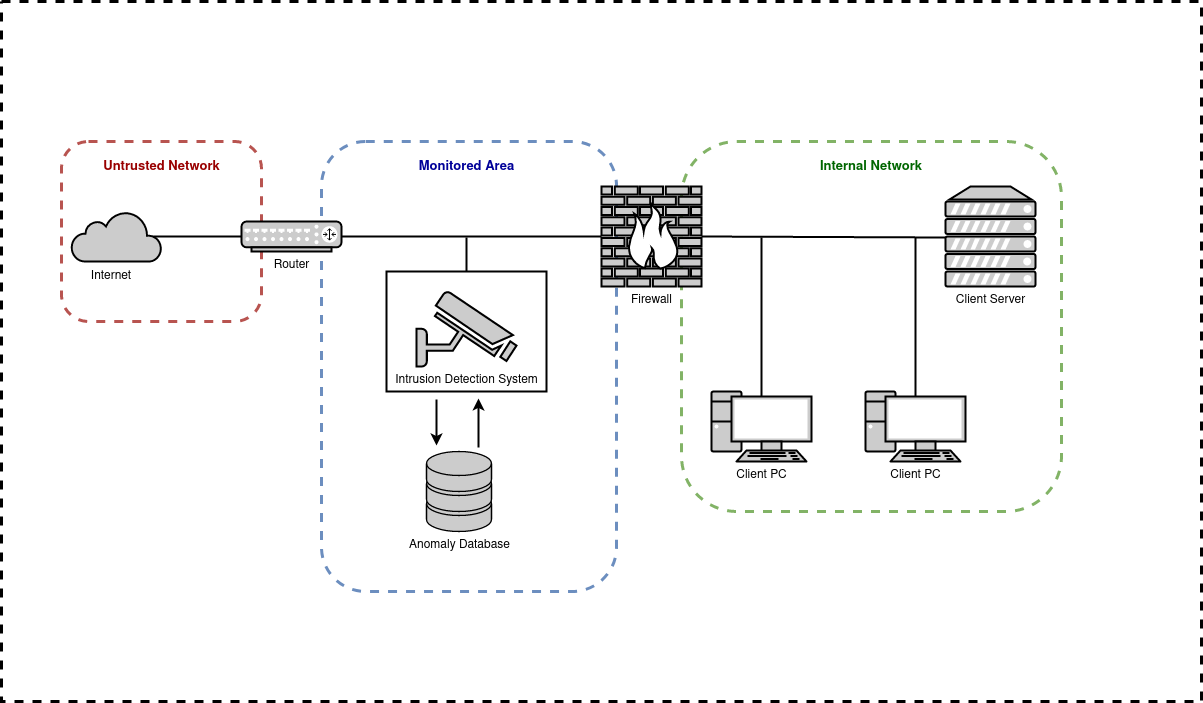 Untrusted Network
Monitored Area
Internal Network
Internet
Router
Firewall
Client Server
Intrusion Detection System
Client PC
Client PC
Anomaly Database